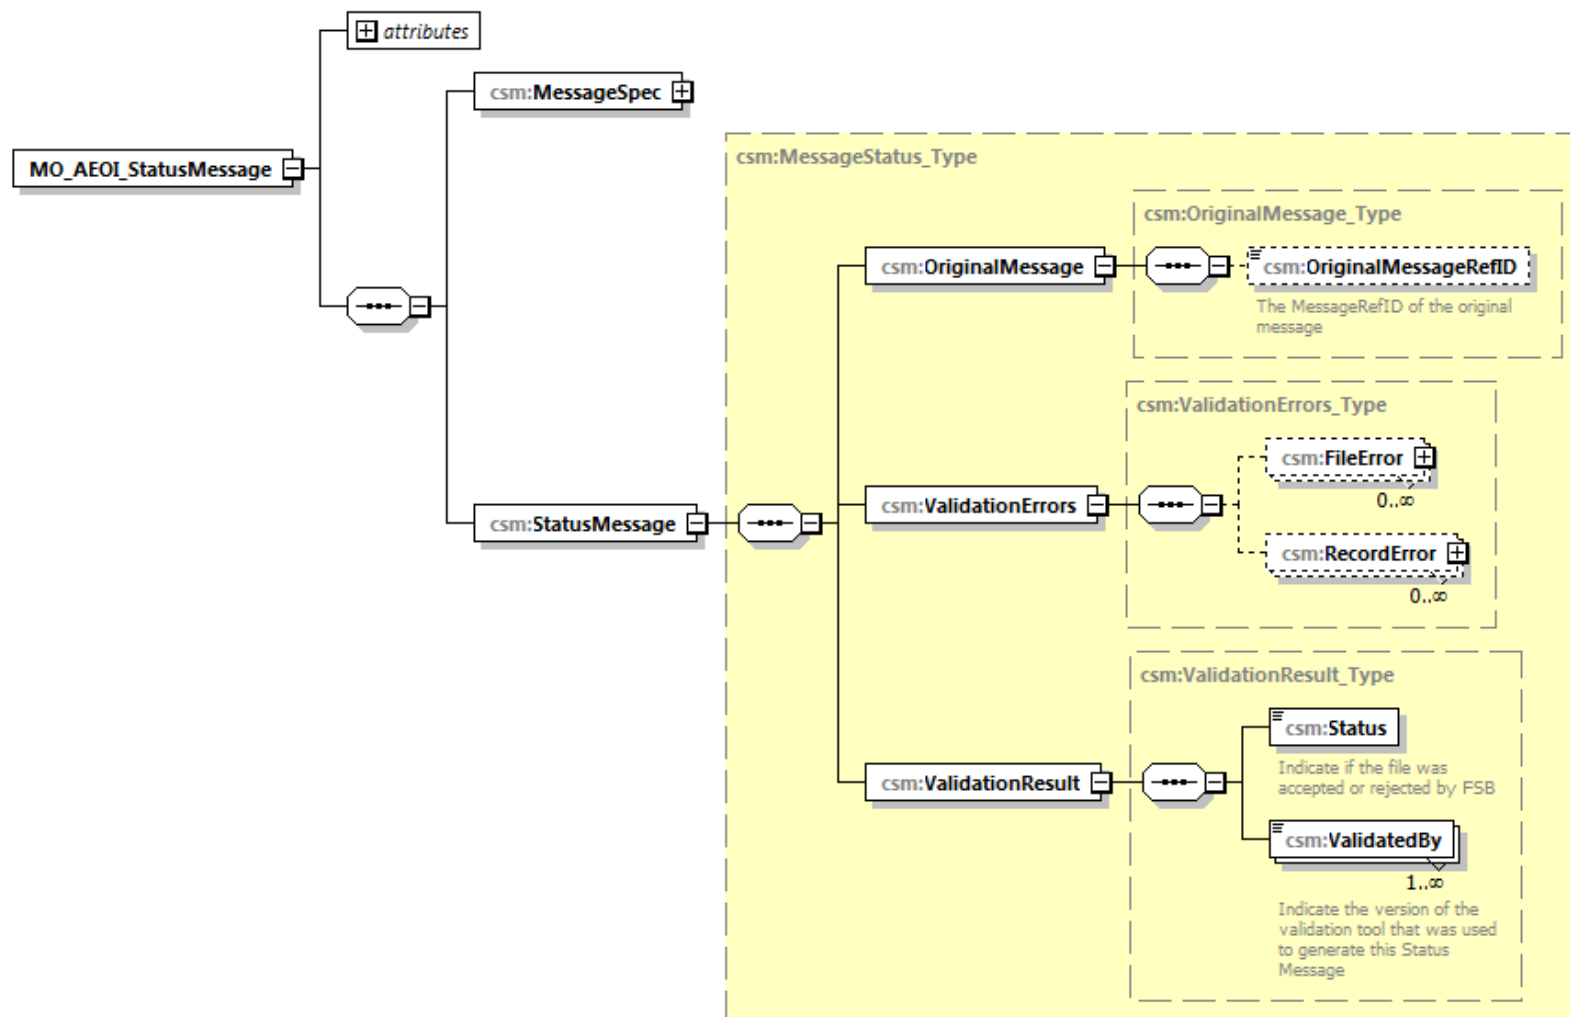 attributes
csm:MessageSpec
MO_AEOI_StatusMessage
csm:MessageStatus_Type
csm:OriginalMessage_Type
csm:OriginalMessage
csm:OriginalMessageRefID
The MessageRefID of the original
message
csm:ValidationErrors_Type
csm:FileError
0..∞
csm:StatusMessage
csm:ValidationErrors
csm:RecordError
0..∞
csm:ValidationResult_Type
csm:Status
Indicate if the file was
accepted or rejected by FSB
csm:ValidationResult
csm:ValidatedBy
1..∞
Indicate the version of the
validation tool that was used
to generate this Status
Message